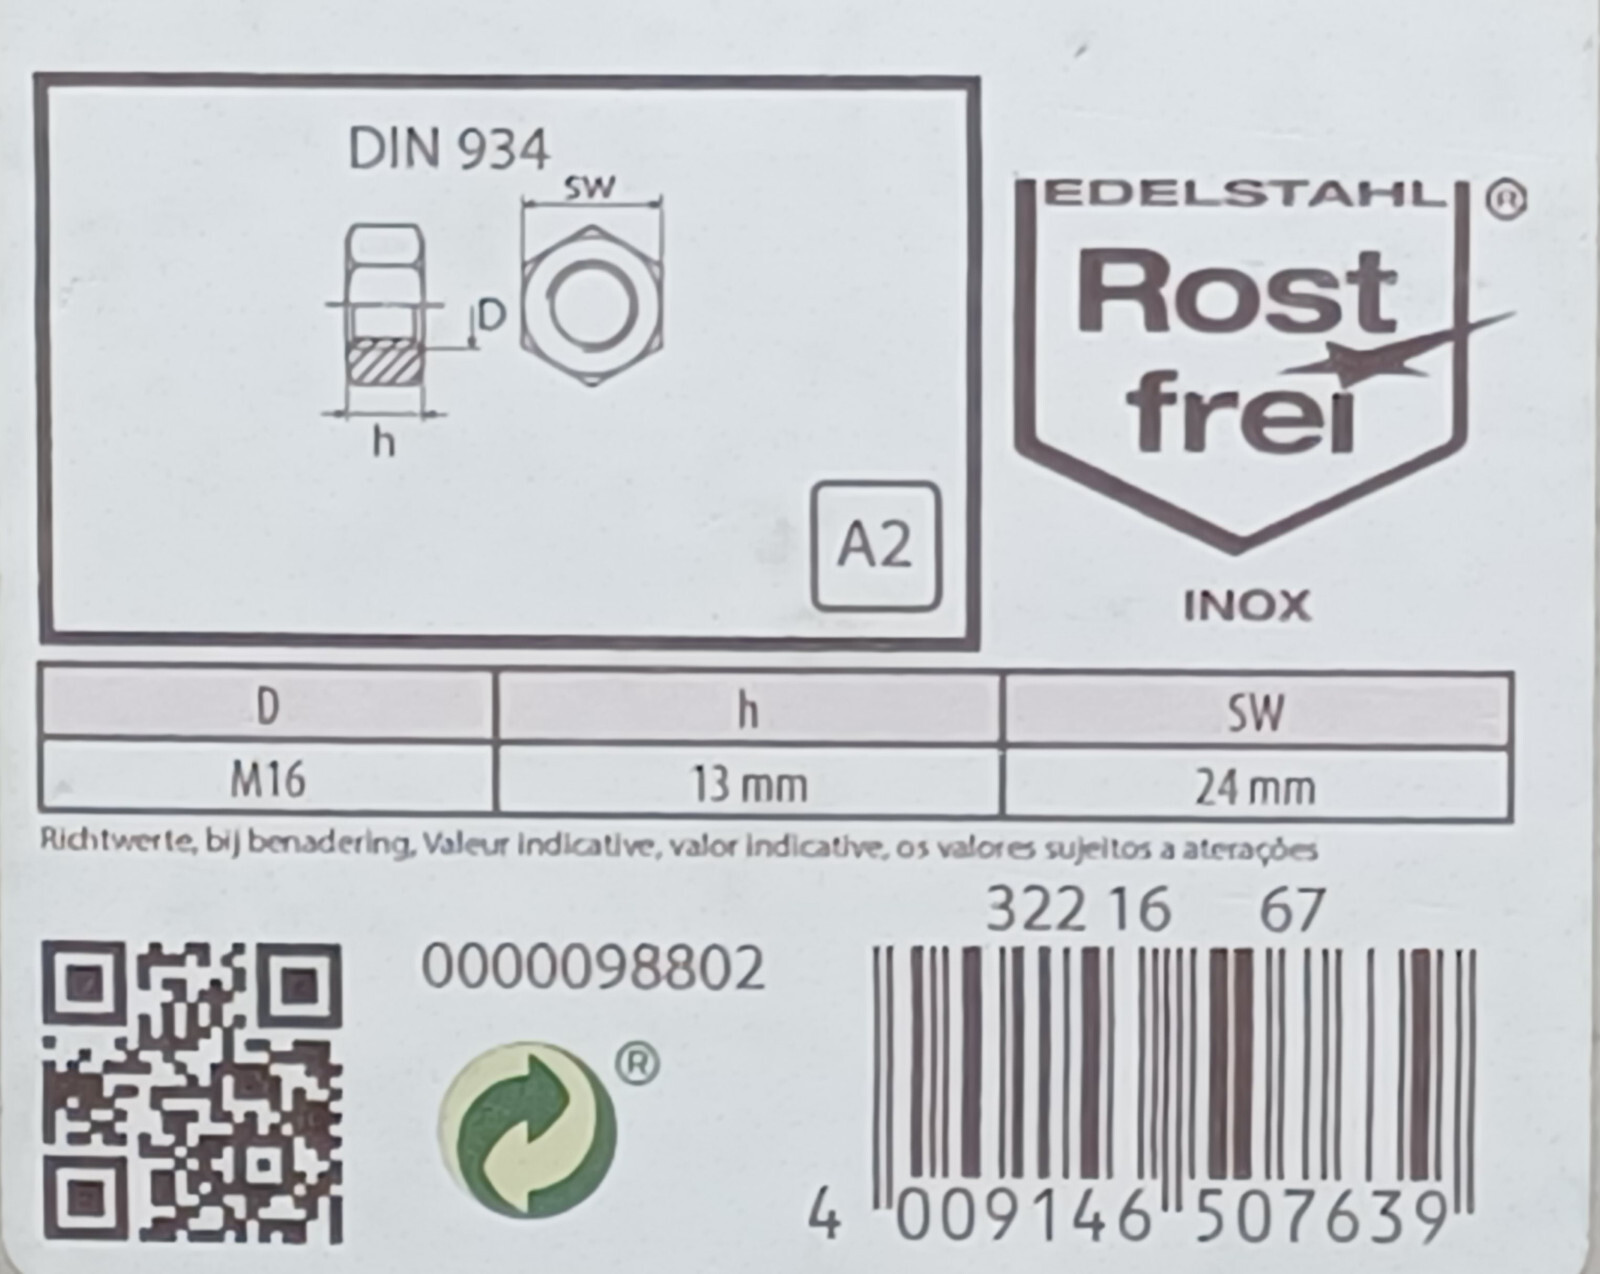 DIN 934
SW
D
h
A2
EDELSTAHL ®
Rost
frei
INOX
D h SW
M16 13 mm 24 mm
Richtwerte, bij benadering, Valeur indicative, valor indicative, os valores sujeitos a aterações
322 16 67
0000098802
®
4 009146 507639